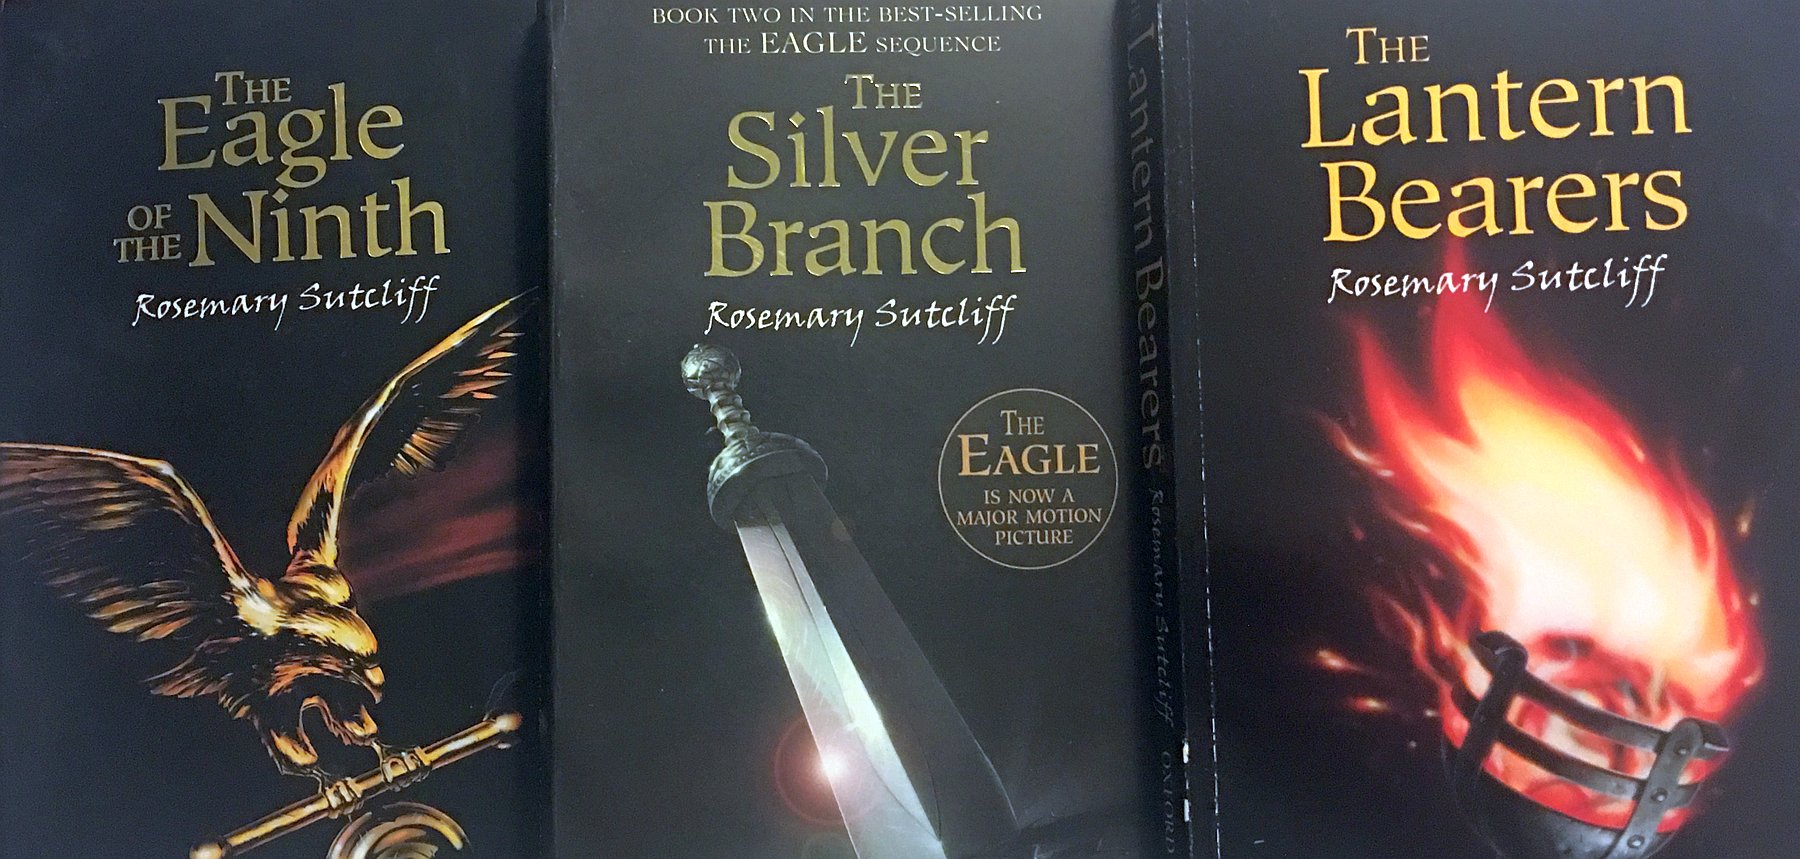 THE
Eagle
OF
THE Ninth
Rosemary Sutcliff
BOOK TWO IN THE BEST-SELLING
THE EAGLE SEQUENCE
THE
Silver
Branch
Rosemary Sutcliff
THE
EAGLE
IS NOW A
MAJOR MOTION
PICTURE
Lantern Bearers Rosemary Sutcliff OXFORD
THE
Lantern
Bearers
Rosemary Sutcliff